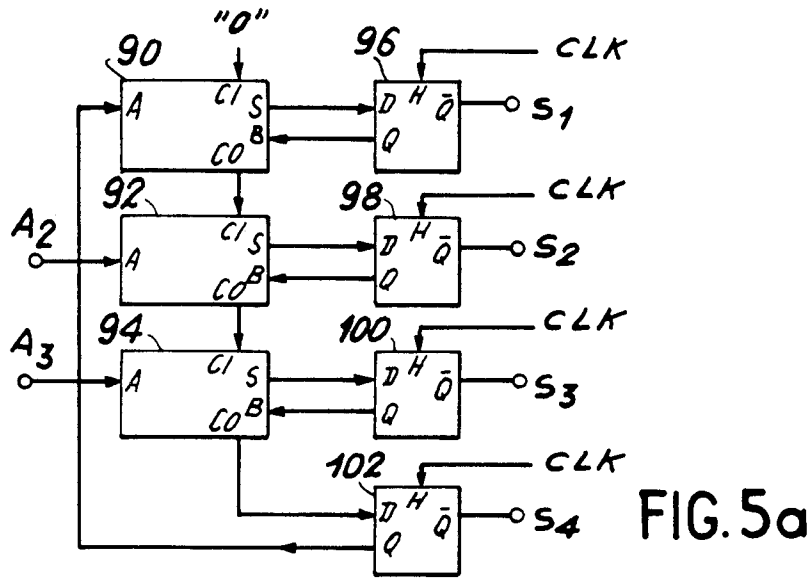 "0"
90
96
CLK
A
CI
S
B
CO
D
H
Q̄
Q
S1
92
98
CLK
A2
A
CI
S
B
CO
D
H
Q̄
Q
S2
94
100
CLK
A3
A
CI
S
B
CO
D
H
Q̄
Q
S3
102
CLK
D
H
Q̄
Q
S4
FIG. 5a